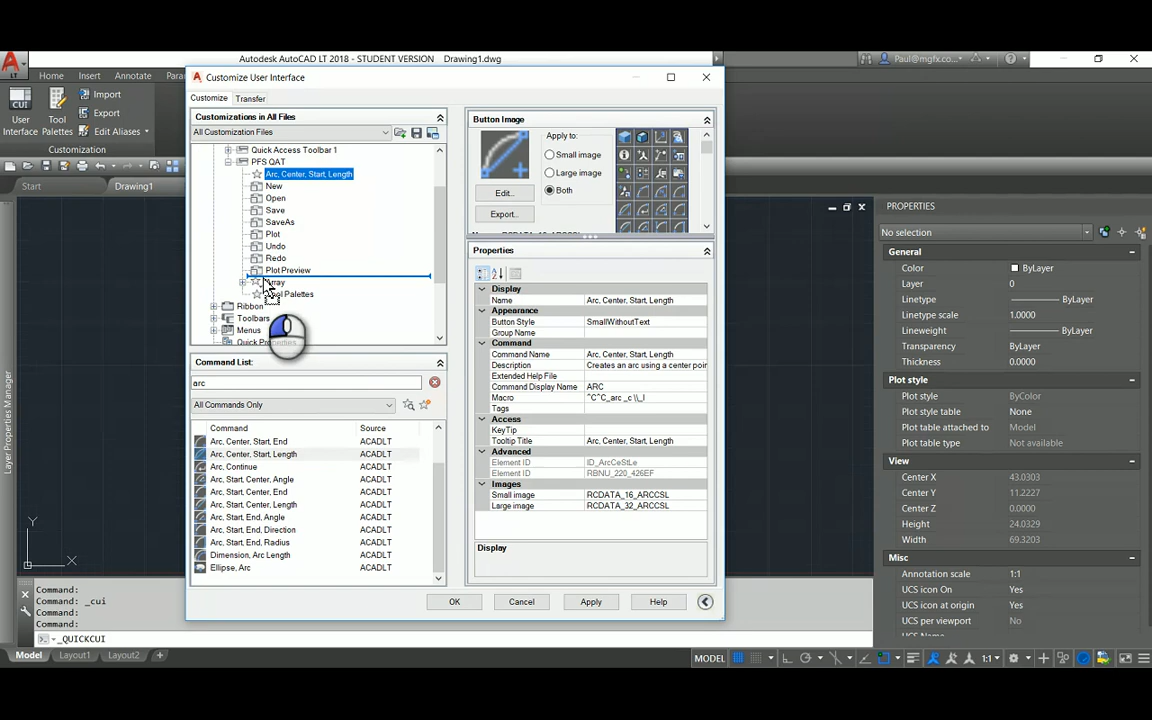 Autodesk AutoCAD LT 2018 - STUDENT VERSION Drawing1.dwg
Paul@mgfx.co...
LT
Home Insert Annotate
Customize User Interface
User Interface
Tool Palettes
Import
Export
Edit Aliases
Customization
Start
Drawing1
Layer Properties Manager
Customize Transfer
Customizations in All Files
All Customization Files
Quick Access Toolbar 1
PFS QAT
Arc, Center, Start, Length
New
Open
Save
SaveAs
Plot
Undo
Redo
Plot Preview
Array
Tool Palettes
Ribbon
Toolbars
Menus
Quick Properties
Command List:
arc
All Commands Only
Command Source
Arc, Center, Start, End ACADLT
Arc, Center, Start, Length ACADLT
Arc, Continue ACADLT
Arc, Start, Center, Angle ACADLT
Arc, Start, Center, End ACADLT
Arc, Start, Center, Length ACADLT
Arc, Start, End, Angle ACADLT
Arc, Start, End, Direction ACADLT
Arc, Start, End, Radius ACADLT
Dimension, Arc Length ACADLT
Ellipse, Arc ACADLT
Button Image
Apply to:
Small image
Large image
Both
Edit...
Export...
Properties
Display
Name Arc, Center, Start, Length
Appearance
Button Style SmallWithoutText
Group Name
Command
Command Name Arc, Center, Start, Length
Description Creates an arc using a center poin
Extended Help File
Command Display Name ARC
Macro ^C^C_arc _c \\_l
Tags
Access
KeyTip
Tooltip Title Arc, Center, Start, Length
Advanced
Element ID ID_ArcCeStLe
Element ID RBNU_220_426EF
Images
Small image RCDATA_16_ARCCSL
Large image RCDATA_32_ARCCSL
Display
OK Cancel Apply Help
PROPERTIES
No selection
General
Color ByLayer
Layer 0
Linetype ByLayer
Linetype scale 1.0000
Lineweight ByLayer
Transparency ByLayer
Thickness 0.0000
Plot style
Plot style ByColor
Plot style table None
Plot table attached to Model
Plot table type Not available
View
Center X 43.0303
Center Y 11.2227
Center Z 0.0000
Height 24.0329
Width 69.3203
Misc
Annotation scale 1:1
UCS icon On Yes
UCS icon at origin Yes
UCS per viewport No
Y
X
Command:
Command: _cui
Command:
Command:
_QUICKCUI
Model Layout1 Layout2 +
MODEL 1:1